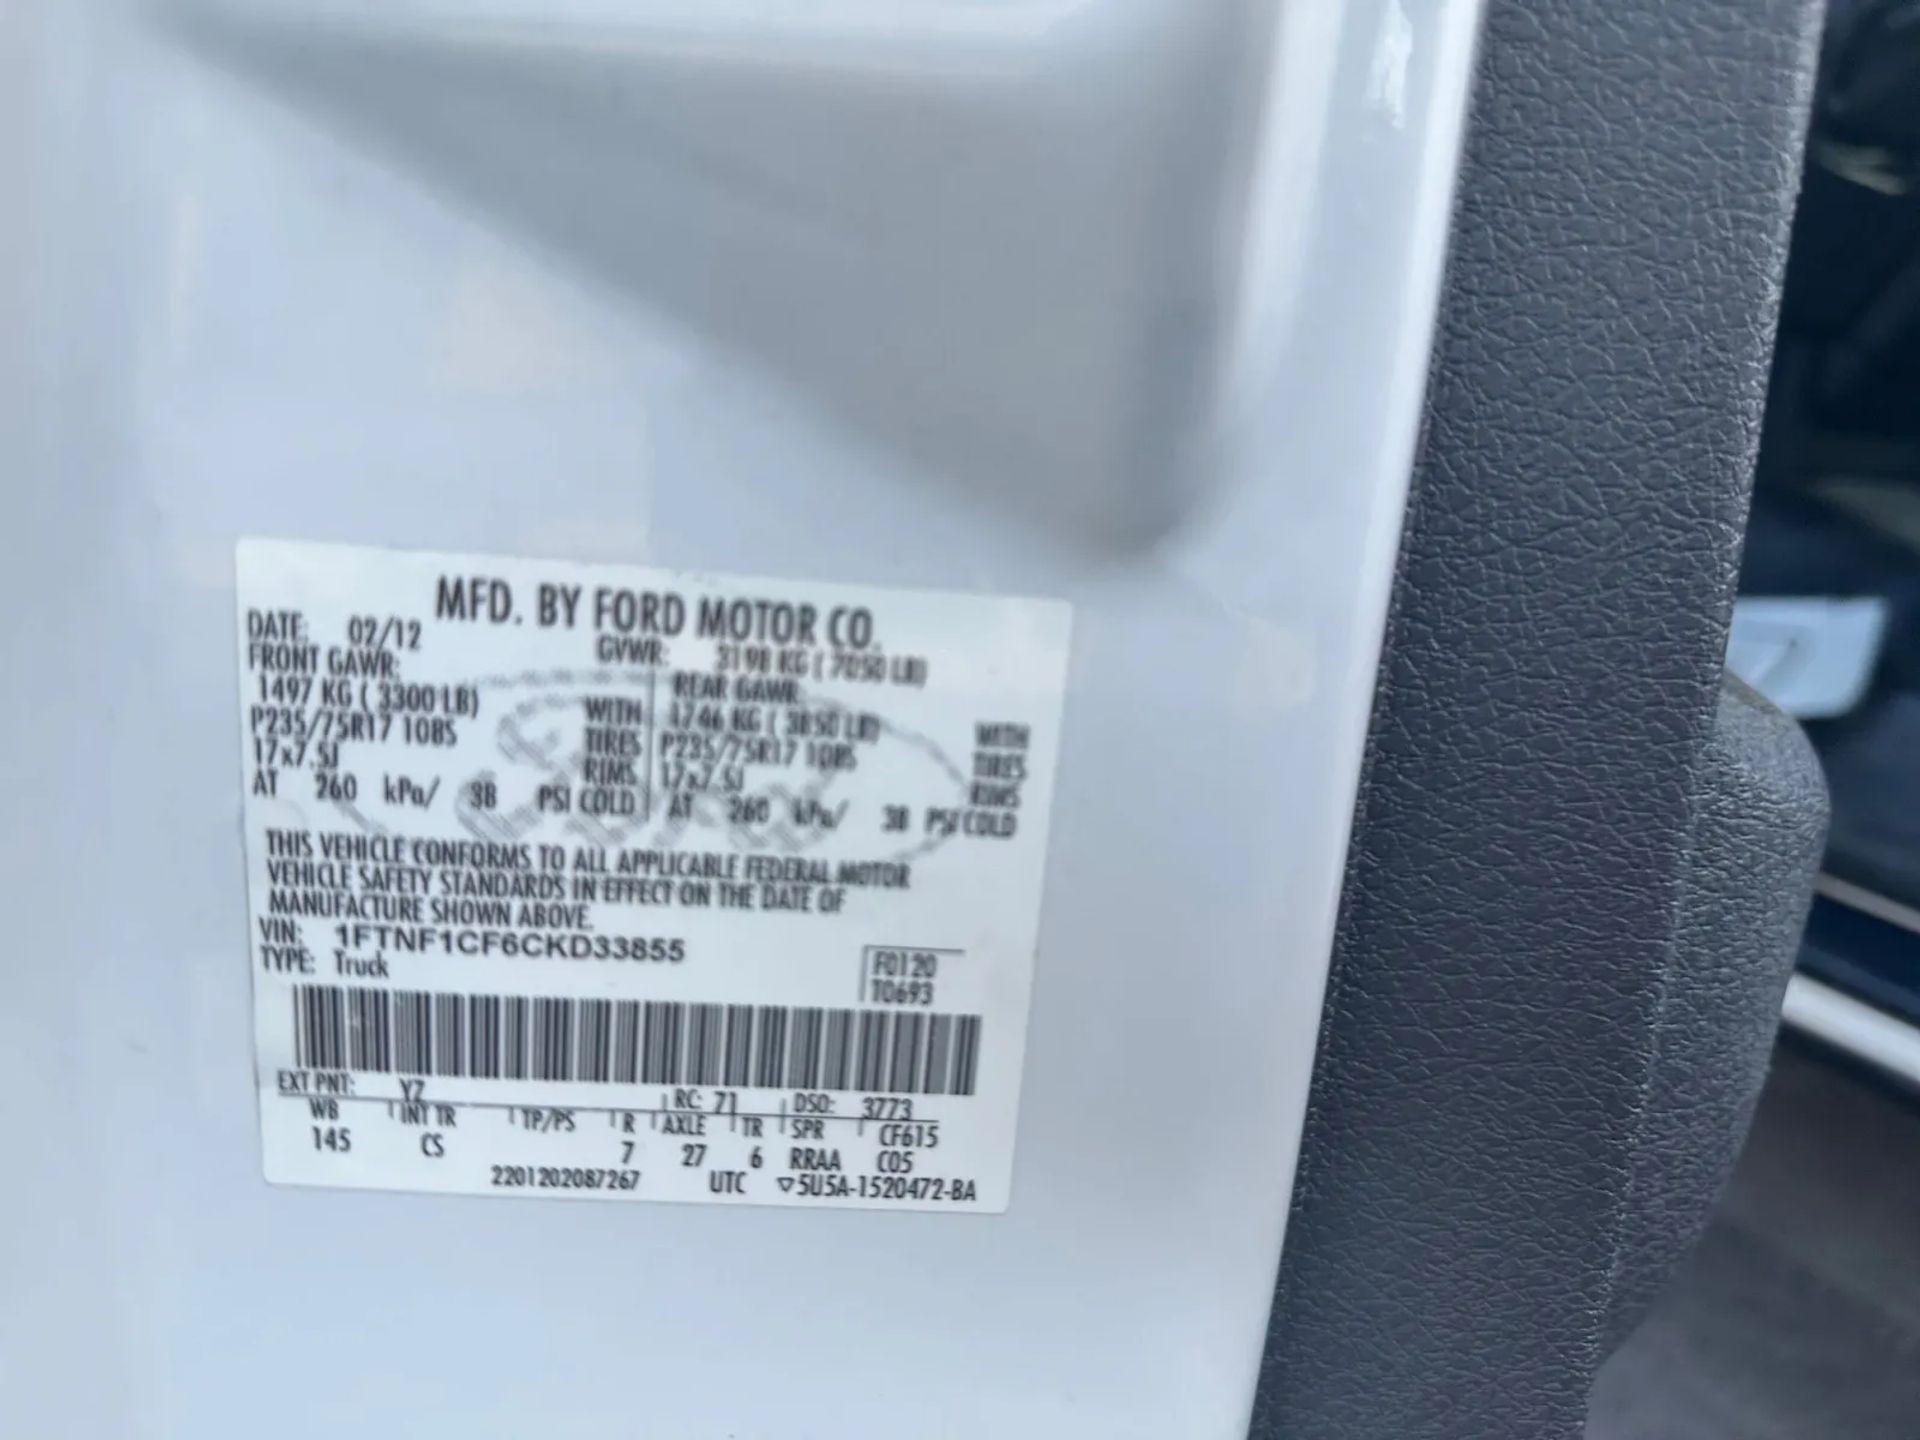 MFD. BY FORD MOTOR CO.
DATE: 02/12 GVWR: 3198 KG ( 7050 LB)
FRONT GAWR: REAR GAWR:
1497 KG ( 3300 LB) WITH 1746 KG ( 3850 LB) WITH
P235/75R17 108S TIRES P235/75R17 108S TIRES
17x7.5J RIMS 17x7.5J RIMS
AT 260 kPa/ 38 PSI COLD AT 260 kPa/ 38 PSI COLD
THIS VEHICLE CONFORMS TO ALL APPLICABLE FEDERAL MOTOR
VEHICLE SAFETY STANDARDS IN EFFECT ON THE DATE OF
MANUFACTURE SHOWN ABOVE.
VIN: 1FTNF1CF6CKD33855
TYPE: Truck F0120
T0693
EXT PNT: YZ RC: 71 DSO: 3773
WB INT TR TP/PS R AXLE TR SPR CF615
145 CS 7 27 6 RRAA C05
2201202087267 UTC ▽5U5A-1520472-BA